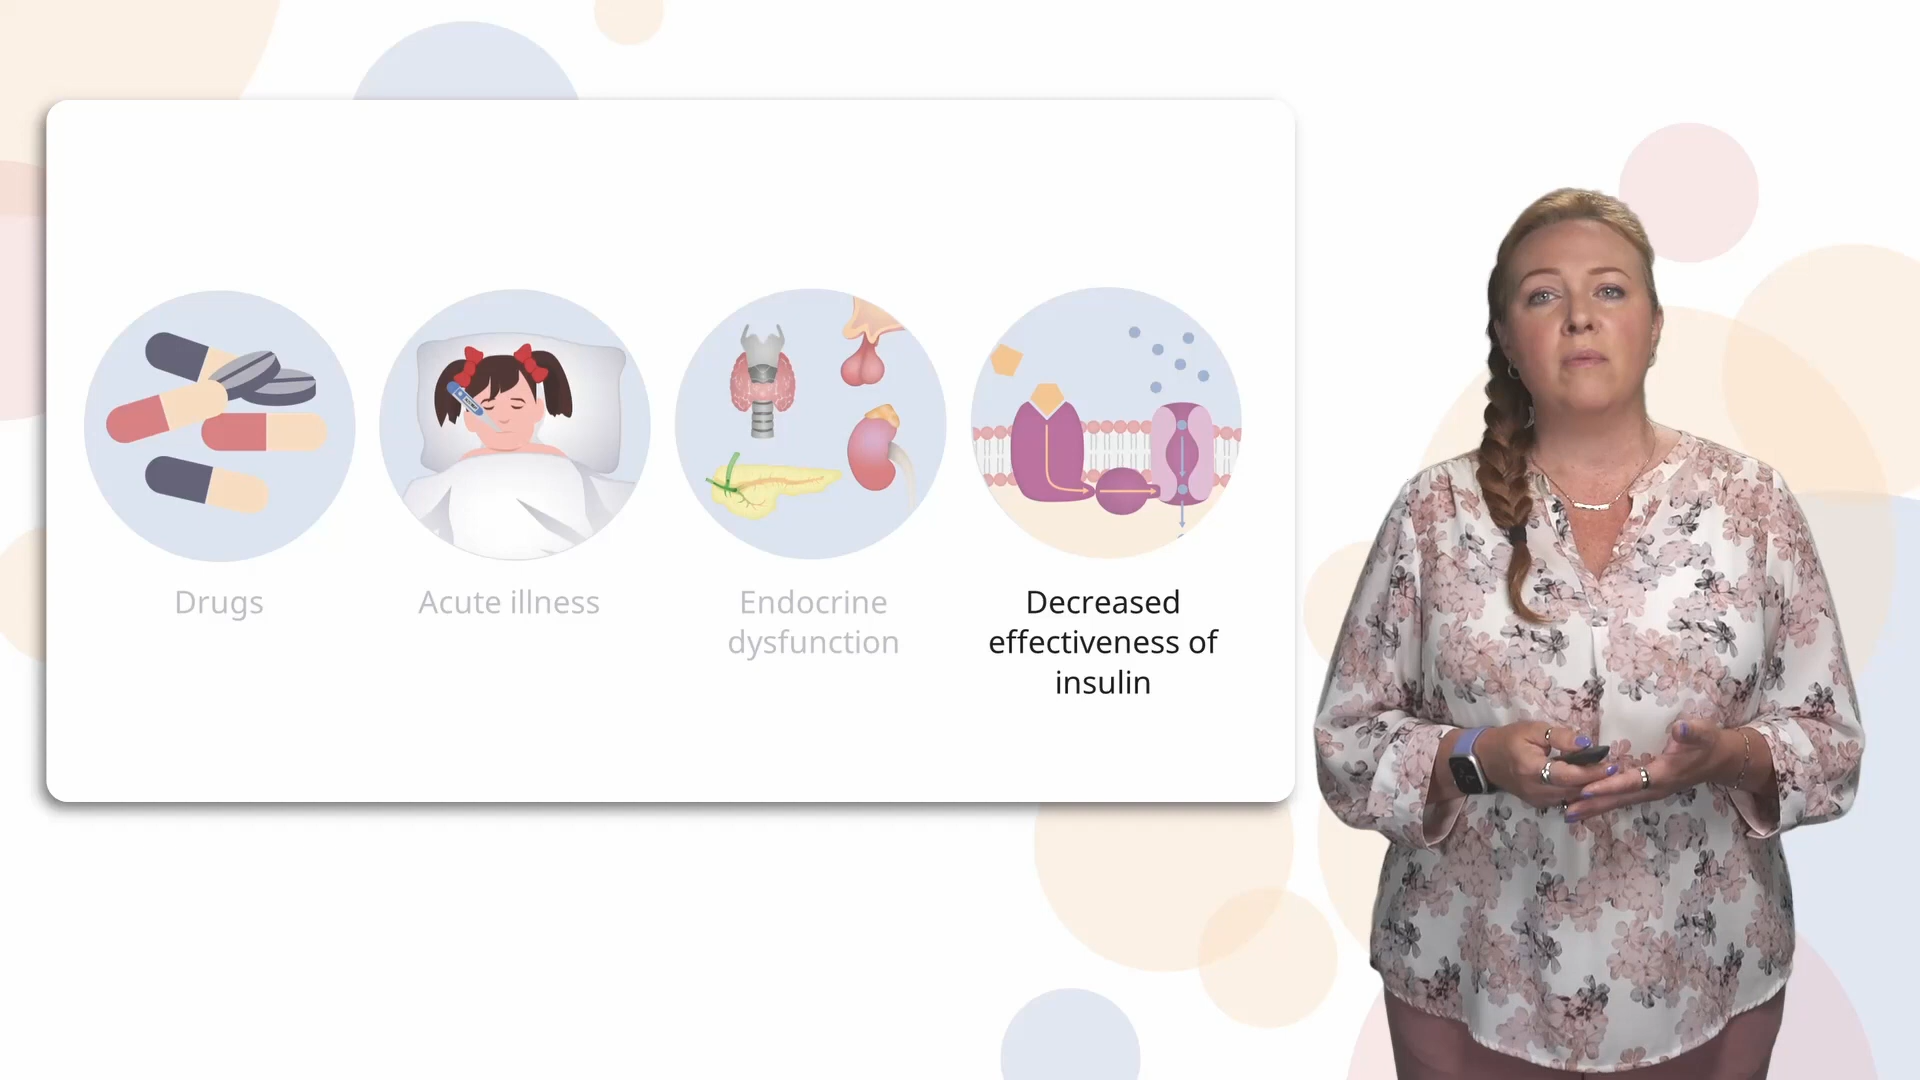 Drugs
Acute illness
Endocrine
dysfunction
Decreased
effectiveness of
insulin